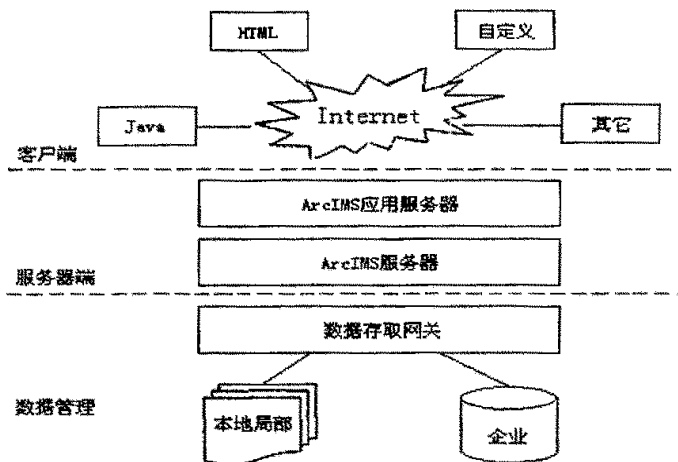 HTML
自定义
Java
Internet
其它
客户端
ArcIMS应用服务器
ArcIMS服务器
服务器端
数据存取网关
数据管理
本地局部
企业